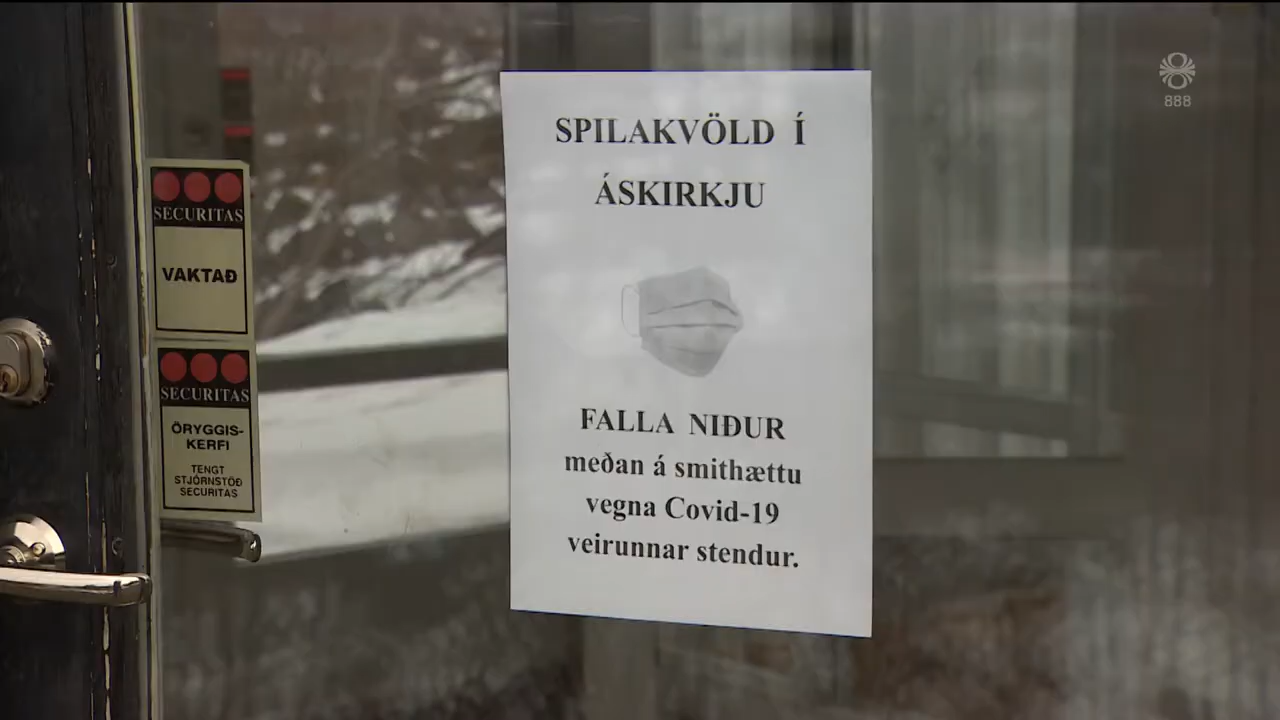 SPILAKVÖLD Í
ÁSKIRKJU
FALLA NIÐUR
meðan á smithættu
vegna Covid-19
veirunnar stendur.
SECURITAS
VAKTAÐ
SECURITAS
ÖRYGGIS-
KERFI
TENGT
STJÓRNSTÖÐ
SECURITAS
888